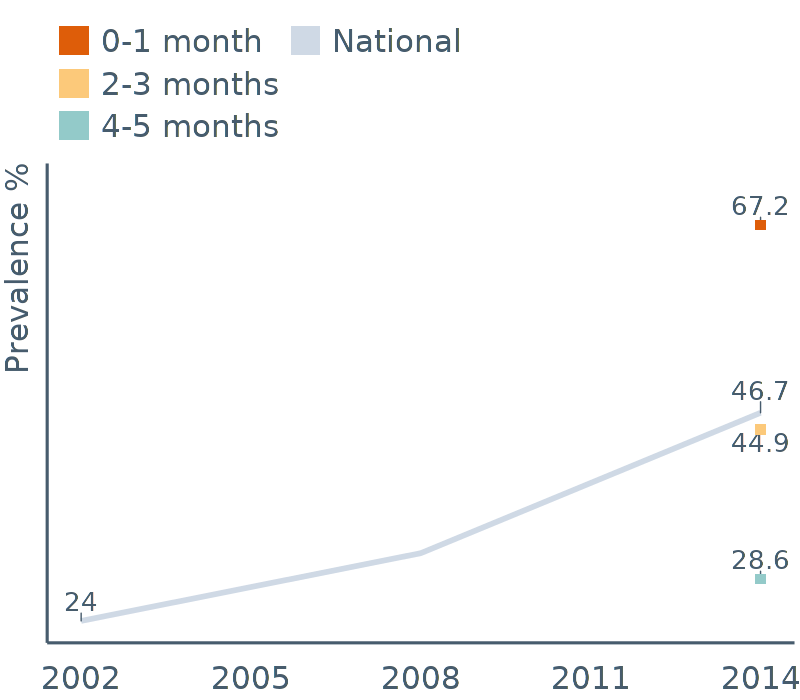 0-1 month
National
2-3 months
4-5 months
Prevalence %
67.2
46.7
44.9
28.6
24
2002 2005 2008 2011 2014